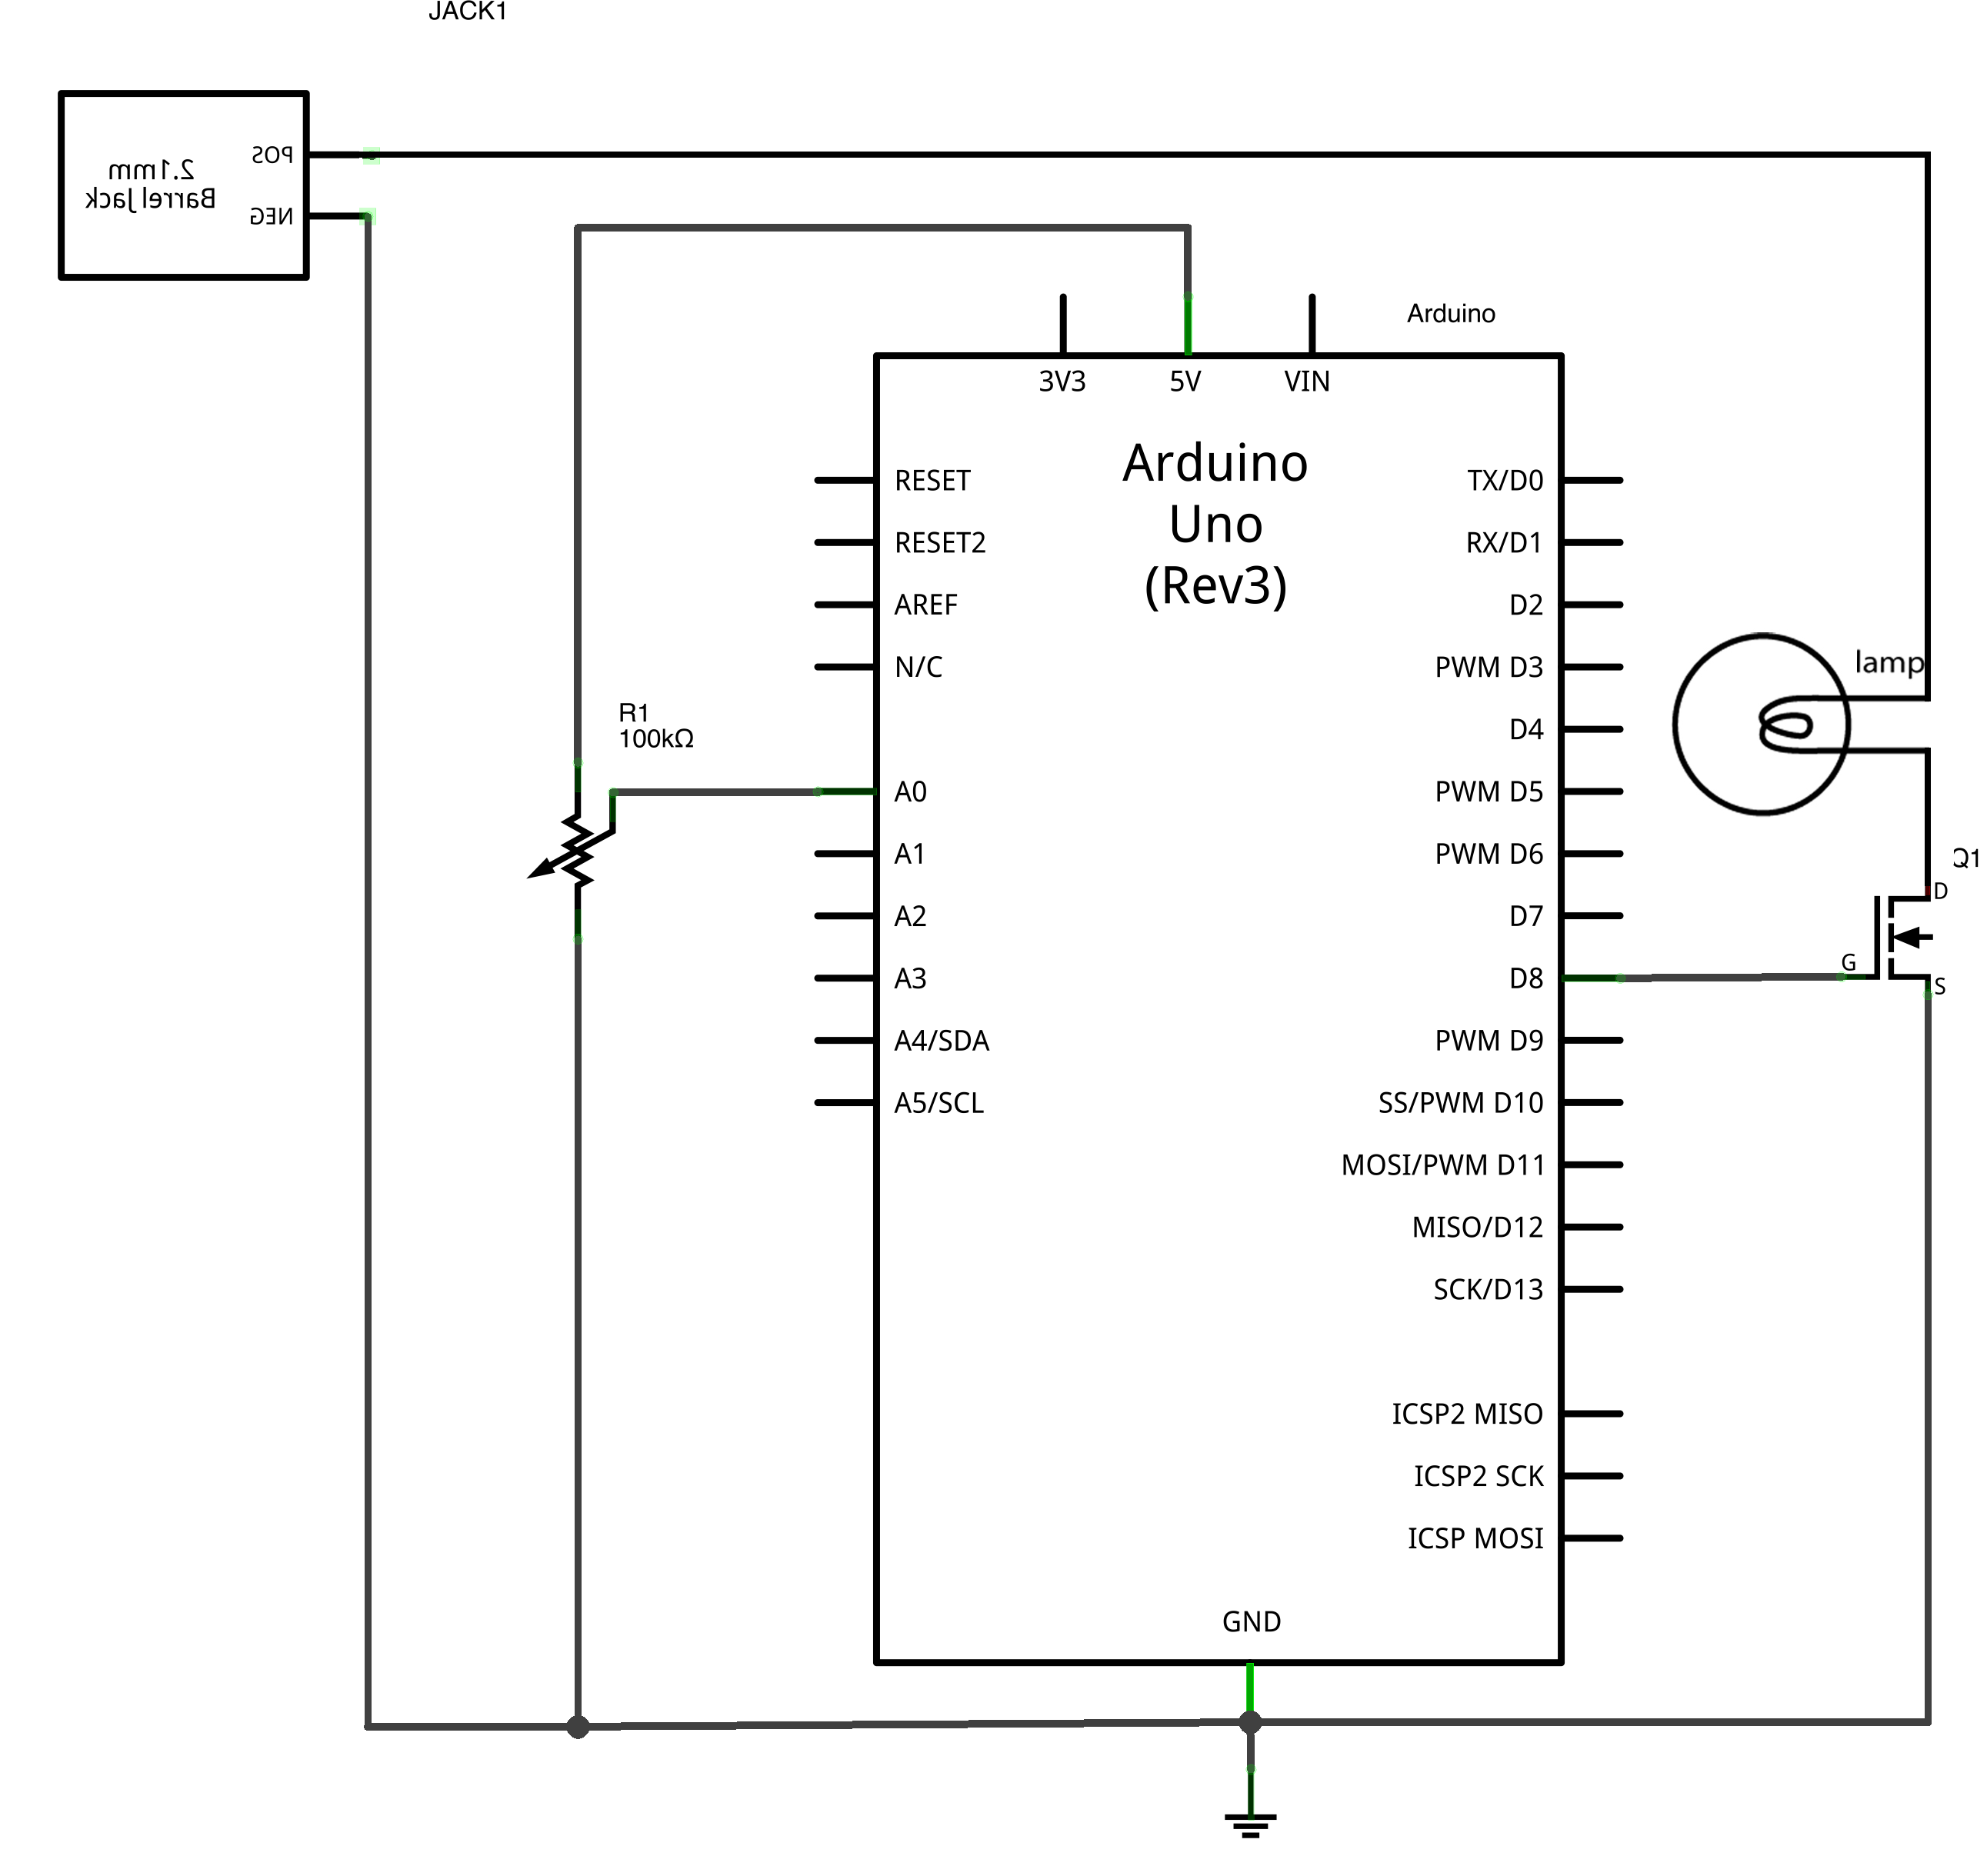 JACK1
POS
2.1mm
Barrel Jack
NEG
Arduino
3V3
5V
VIN
Arduino
Uno
(Rev3)
RESET
RESET2
AREF
N/C
R1
100kΩ
A0
A1
A2
A3
A4/SDA
A5/SCL
TX/D0
RX/D1
D2
PWM D3
D4
PWM D5
PWM D6
D7
D8
PWM D9
SS/PWM D10
MOSI/PWM D11
MISO/D12
SCK/D13
ICSP2 MISO
ICSP2 SCK
ICSP MOSI
GND
lamp
Q1
D
G
S